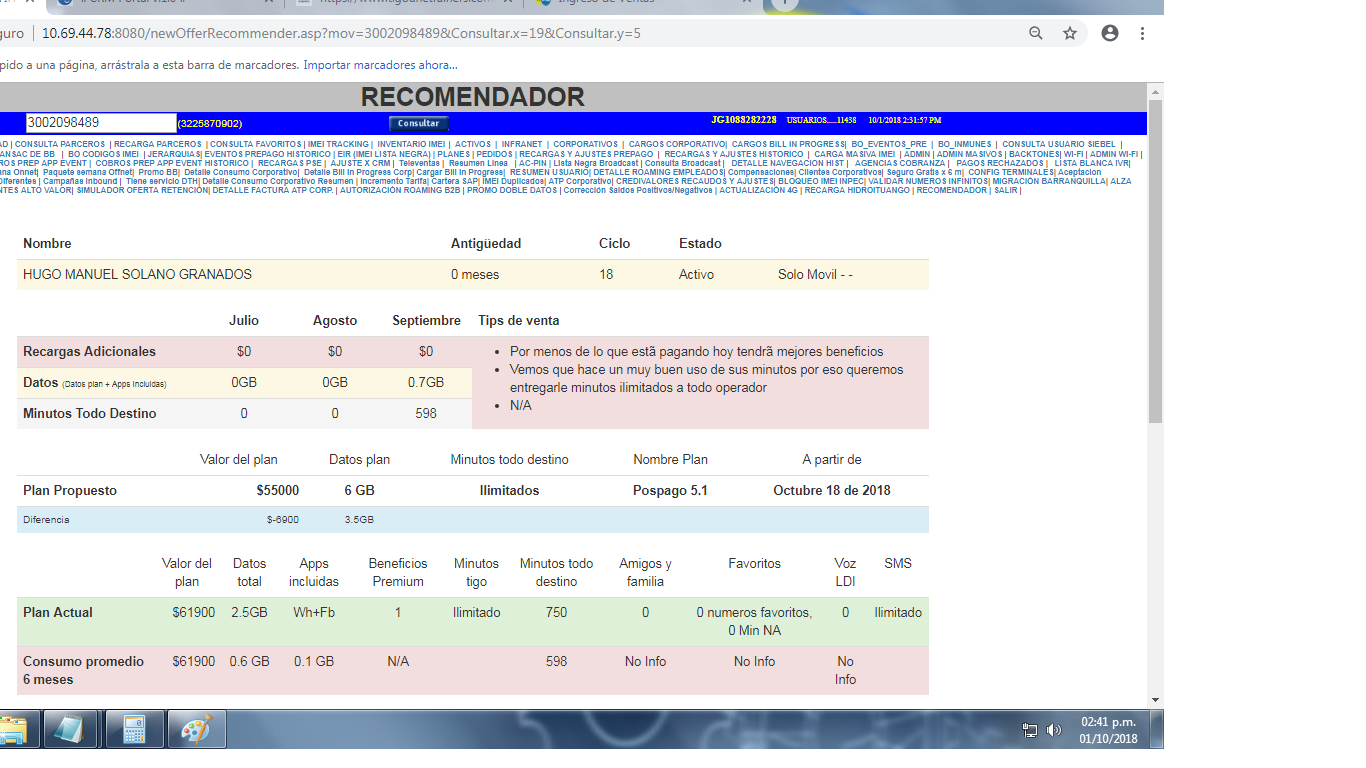 https://www.tigounetrainers.com
Ingreso de Ventas
guro | 10.69.44.78:8080/newOfferRecommender.asp?mov=3002098489&Consultar.x=19&Consultar.y=5
pido a una página, arrástrala a esta barra de marcadores. Importar marcadores ahora...
RECOMENDADOR
3002098489 (3225870902) Consultar JG1088282228 USUARIOS.....11438 10/1/2018 2:31:57 PM
AD | CONSULTA PARCEROS | RECARGA PARCEROS | CONSULTA FAVORITOS | IMEI TRACKING | INVENTARIO IMEI | ACTIVOS | INFRANET | CORPORATIVOS | CARGOS CORPORATIVO| CARGOS BILL IN PROGRESS| BO_EVENTOS_PRE | BO_INMUNES | CONSULTA USUARIO SIEBEL |
ANSAC DE BB | BO CODIGOS IMEI | JERARQUIAS| EVENTOS PREPAGO HISTORICO | EIR (IMEI LISTA NEGRA) | PLANES | PEDIDOS | RECARGAS Y AJUSTES PREPAGO | RECARGAS Y AJUSTES HISTORICO | CARGA MASIVA IMEI | ADMIN | ADMIN MASIVOS | BACKTONES| WI-FI | ADMIN WI-FI |
ROS PREP APP EVENT | COBROS PREP APP EVENT HISTORICO | RECARGAS PSE | AJUSTE X CRM | Televentas | Resumen Linea | AC-PIN | Lista Negra Broadcast | Consulta Broadcast | DETALLE NAVEGACION HIST | AGENCIAS COBRANZA | PAGOS RECHAZADOS | LISTA BLANCA IVR|
na Onnet| Paquete semana Offnet| Promo BB| Detalle Consumo Corporativo| Detalle Bill in Progress Corp| Cargar Bill in Progress| RESUMEN USUARIO| DETALLE ROAMING EMPLEADOS| Compensaciones| Clientes Corporativos| Seguro Gratis x 6 m| CONFIG TERMINALES| Aceptacion
Diferentes | Campañas Inbound | Tiene servicio DTH| Detalle Consumo Corporativo Resumen | Incremento Tarifa| Cartera SAP| IMEI Duplicados| ATP Corporativo| CREDIVALORES RECAUDOS Y AJUSTES| BLOQUEO IMEI INPEC| VALIDAR NUMEROS INFINITOS| MIGRACIÓN BARRANQUILLA| ALZA
NTES ALTO VALOR| SIMULADOR OFERTA RETENCIÓN| DETALLE FACTURA ATP CORP. | AUTORIZACIÓN ROAMING B2B | PROMO DOBLE DATOS | Corrección Saldos Positivos/Negativos | ACTUALIZACIÓN 4G | RECARGA HIDROITUANGO | RECOMENDADOR | SALIR |
Nombre Antigüedad Ciclo Estado
HUGO MANUEL SOLANO GRANADOS 0 meses 18 Activo Solo Movil - -
Julio Agosto Septiembre Tips de venta
Recargas Adicionales $0 $0 $0
Datos (Datos plan + Apps Incluidas) 0GB 0GB 0.7GB
Minutos Todo Destino 0 0 598
• Por menos de lo que estã pagando hoy tendrã mejores beneficios
• Vemos que hace un muy buen uso de sus minutos por eso queremos
entregarle minutos ilimitados a todo operador
• N/A
Valor del plan Datos plan Minutos todo destino Nombre Plan A partir de
Plan Propuesto $55000 6 GB Ilimitados Pospago 5.1 Octubre 18 de 2018
Diferencia $-6900 3.5GB
Valor del Datos Apps Beneficios Minutos Minutos todo Amigos y Favoritos Voz SMS
plan total incluidas Premium tigo destino familia LDI
Plan Actual $61900 2.5GB Wh+Fb 1 Ilimitado 750 0 0 numeros favoritos, 0 Ilimitado
0 Min NA
Consumo promedio $61900 0.6 GB 0.1 GB N/A 598 No Info No Info No
6 meses Info
02:41 p.m.
01/10/2018